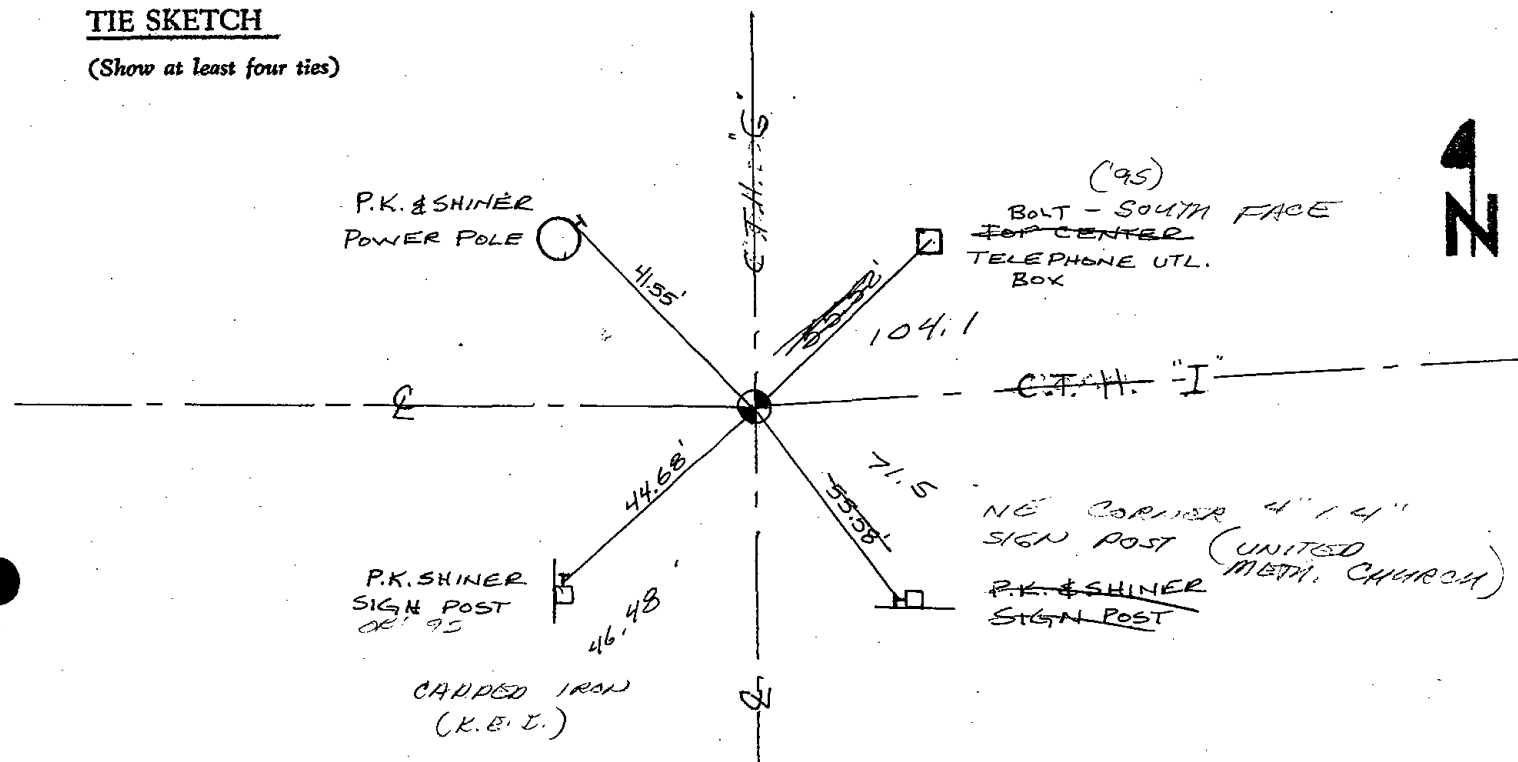 TIE SKETCH
(Show at least four ties)
C.T.H. "G"
P.K. & SHINER
POWER POLE
41.55'
('95)
BOLT - SOUTH FACE
TOP CENTER
TELEPHONE UTL.
BOX
N
104.1
C.T.H. "I"
44.68'
71.5
55.58'
NE CORNER 4" x 4"
SIGN POST (UNITED
METH. CHURCH)
P.K. & SHINER
SIGN POST
P.K. SHINER
SIGN POST
46.48'
CAPPED IRON
(K.E.I.)